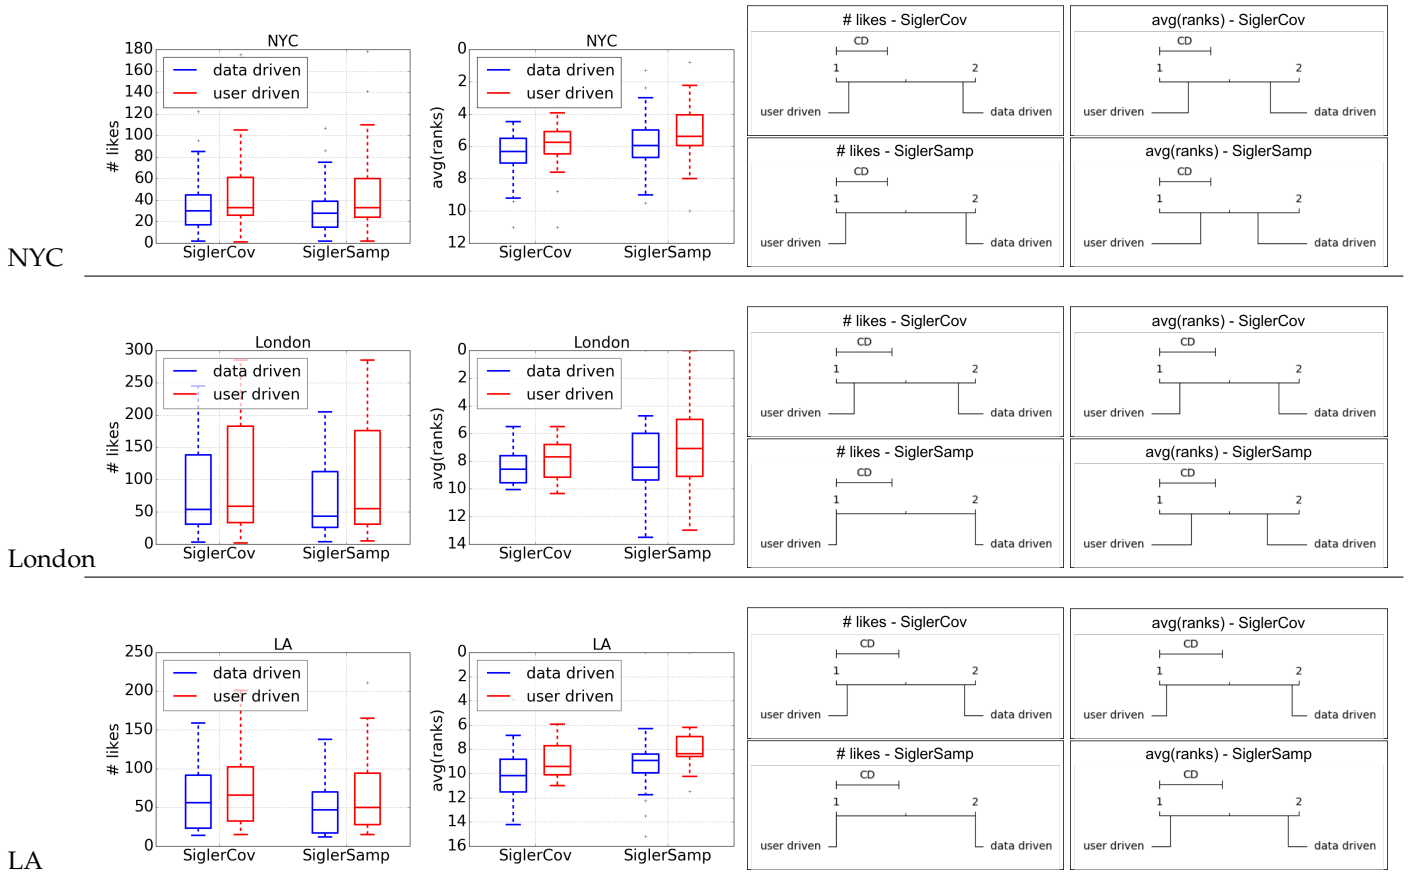 NYC
180
160
140
120
100
80
60
40
20
0
# likes
data driven
user driven
SiglerCov SiglerSamp
NYC
0
2
4
6
8
10
12
avg(ranks)
data driven
user driven
SiglerCov SiglerSamp
# likes - SiglerCov
CD
1 2
user driven data driven
avg(ranks) - SiglerCov
CD
1 2
user driven data driven
# likes - SiglerSamp
CD
1 2
user driven data driven
avg(ranks) - SiglerSamp
CD
1 2
user driven data driven
NYC
London
300
250
200
150
100
50
0
# likes
data driven
user driven
SiglerCov SiglerSamp
London
0
2
4
6
8
10
12
14
avg(ranks)
data driven
user driven
SiglerCov SiglerSamp
# likes - SiglerCov
CD
1 2
user driven data driven
avg(ranks) - SiglerCov
CD
1 2
user driven data driven
# likes - SiglerSamp
CD
1 2
user driven data driven
avg(ranks) - SiglerSamp
CD
1 2
user driven data driven
London
LA
250
200
150
100
50
0
# likes
data driven
user driven
SiglerCov SiglerSamp
LA
0
2
4
6
8
10
12
14
16
avg(ranks)
data driven
user driven
SiglerCov SiglerSamp
# likes - SiglerCov
CD
1 2
user driven data driven
avg(ranks) - SiglerCov
CD
1 2
user driven data driven
# likes - SiglerSamp
CD
1 2
user driven data driven
avg(ranks) - SiglerSamp
CD
1 2
user driven data driven
LA